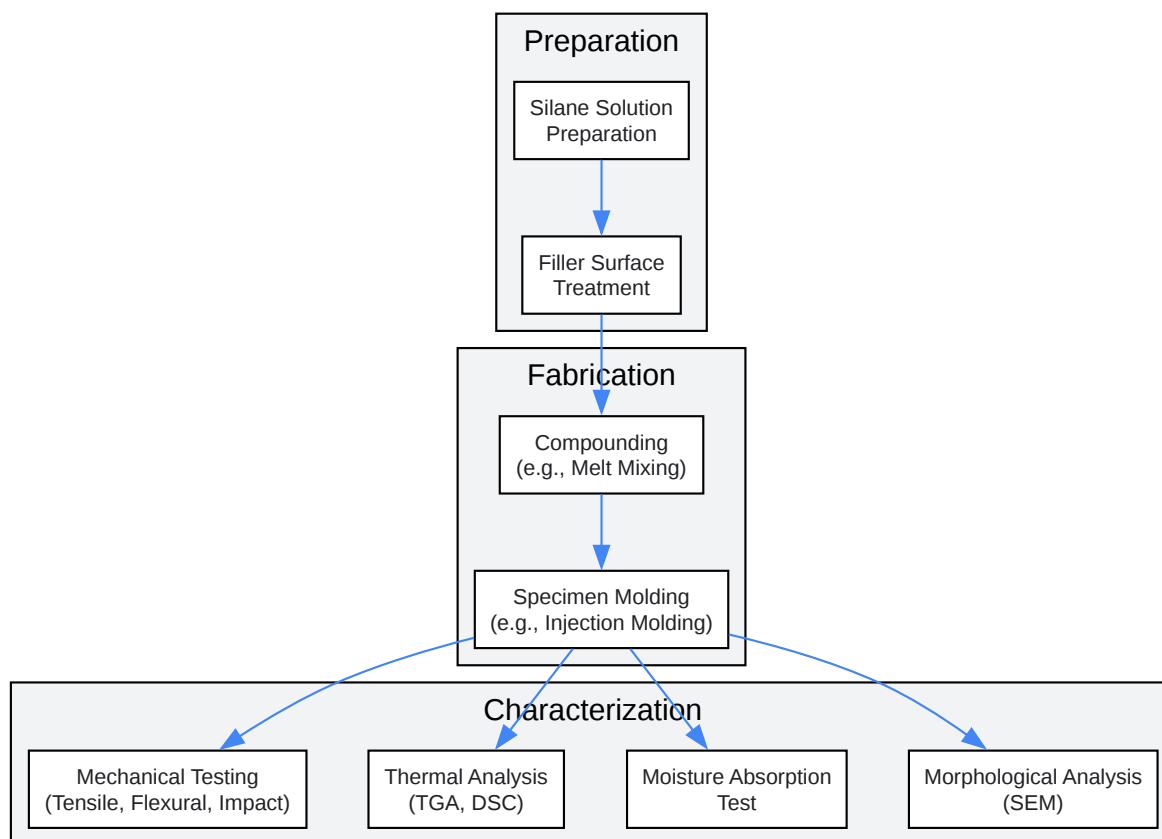 Preparation
Silane Solution
Preparation
Filler Surface
Treatment
Fabrication
Compounding
(e.g., Melt Mixing)
Specimen Molding
(e.g., Injection Molding)
Characterization
Mechanical Testing
(Tensile, Flexural, Impact)
Thermal Analysis
(TGA, DSC)
Moisture Absorption
Test
Morphological Analysis
(SEM)